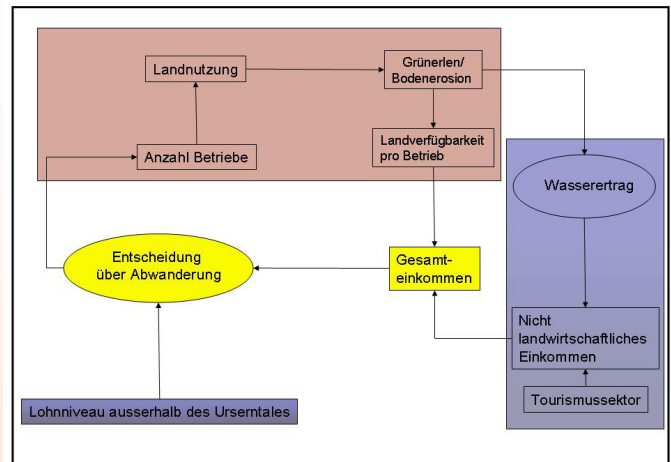 Landnutzung
Grünerlen/
Bodenerosion
Anzahl Betriebe
Landverfügbarkeit
pro Betrieb
Wasserertrag
Entscheidung
über Abwanderung
Gesamt-
einkommen
Nicht
landwirtschaftliches
Einkommen
Tourismussektor
Lohnniveau ausserhalb des Urserntales